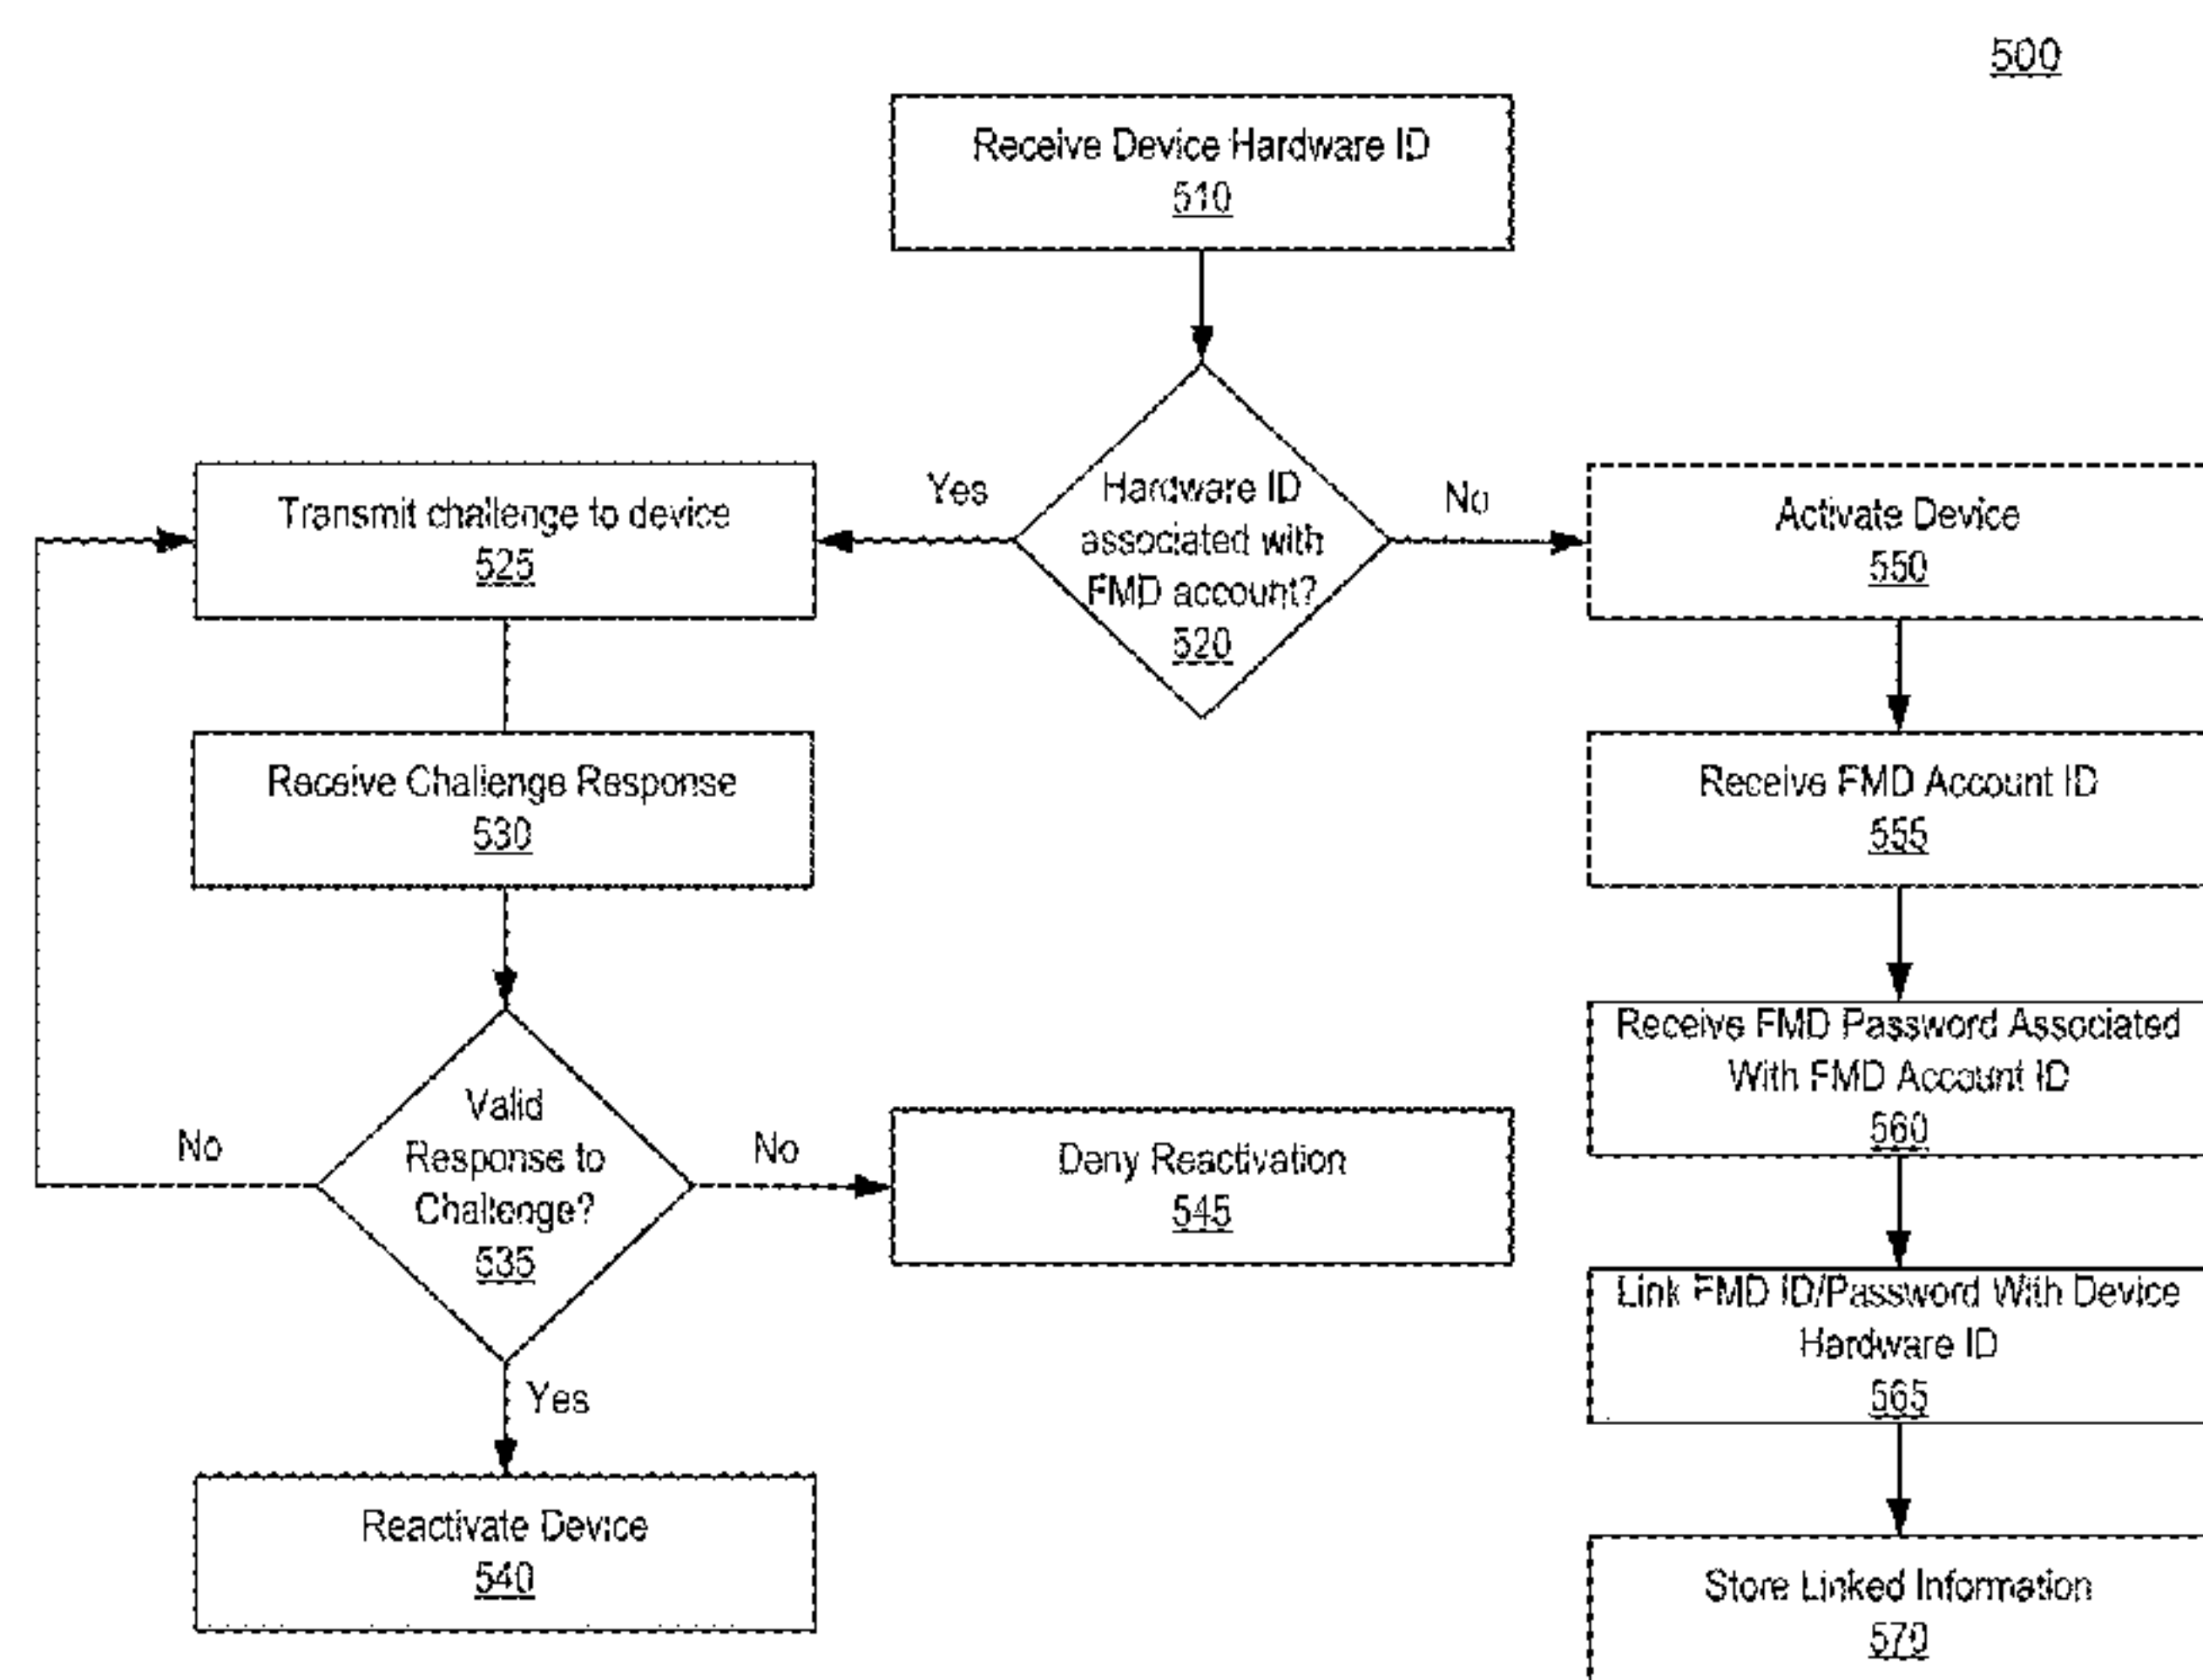 500
Receive Device Hardware ID
510
Hardware ID
associated with
FMD account?
520
Yes
No
Transmit challenge to device
525
Receive Challenge Response
530
Valid
Response to
Challenge?
535
No
No
Yes
Deny Reactivation
545
Reactivate Device
540
Activate Device
550
Receive FMD Account ID
555
Receive FMD Password Associated
With FMD Account ID
560
Link FMD ID/Password With Device
Hardware ID
565
Store Linked Information
570